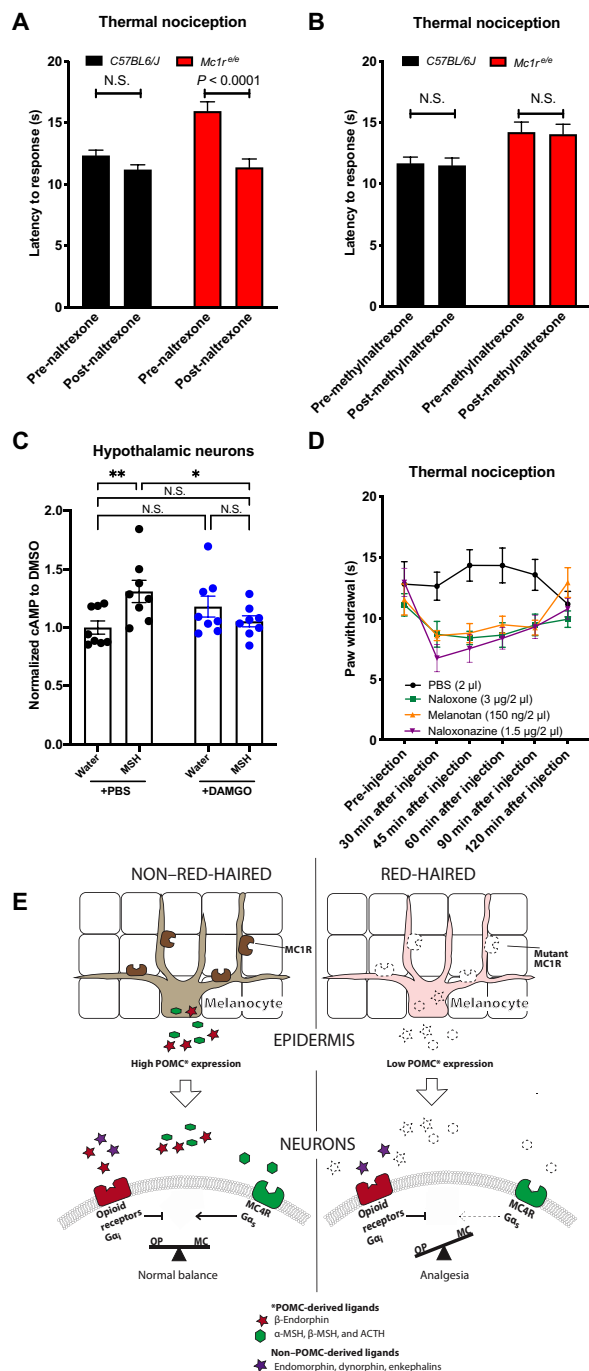 A
Thermal nociception
C57BL6/J Mc1r e/e
N.S.
P < 0.0001
Latency to response (s)
20
15
10
5
0
Pre-naltrexone
Post-naltrexone
Pre-naltrexone
Post-naltrexone
B
Thermal nociception
C57BL/6J Mc1r e/e
N.S.
N.S.
Latency to response (s)
20
15
10
5
0
Pre-methylnaltrexone
Post-methylnaltrexone
Pre-methylnaltrexone
Post-methylnaltrexone
C
Hypothalamic neurons
** *
N.S.
N.S. N.S.
Normalized cAMP to DMSO
2.0
1.5
1.0
0.5
0.0
Water MSH Water MSH
+PBS +DAMGO
D
Thermal nociception
Paw withdrawal (s)
20
15
10
5
0
PBS (2 µl)
Naloxone (3 µg/2 µl)
Melanotan (150 ng/2 µl)
Naloxonazine (1.5 µg/2 µl)
Pre-injection
30 min after injection
45 min after injection
60 min after injection
90 min after injection
120 min after injection
E
NON–RED-HAIRED RED-HAIRED
MC1R
Mutant
MC1R
Melanocyte Melanocyte
EPIDERMIS
High POMC* expression Low POMC* expression
NEURONS
Opioid
receptors
Gαi
MC4R
Gαs
OP MC
Normal balance
Opioid
receptors
Gαi
MC4R
Gαs
OP MC
Analgesia
*POMC-derived ligands
β-Endorphin
α-MSH, β-MSH, and ACTH
Non–POMC-derived ligands
Endomorphin, dynorphin, enkephalins